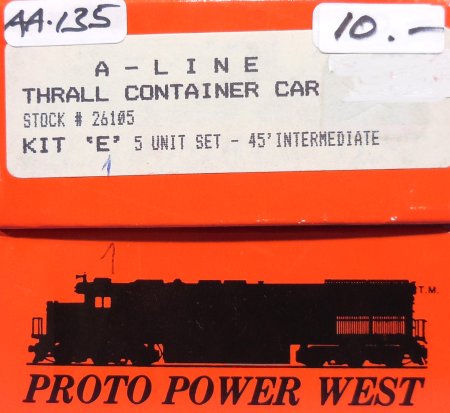 AA-135
10.-
A-LINE
THRALL CONTAINER CAR
STOCK # 26105
KIT "E" 5 UNIT SET - 45' INTERMEDIATE
1
1
T.M.
PROTO POWER WEST